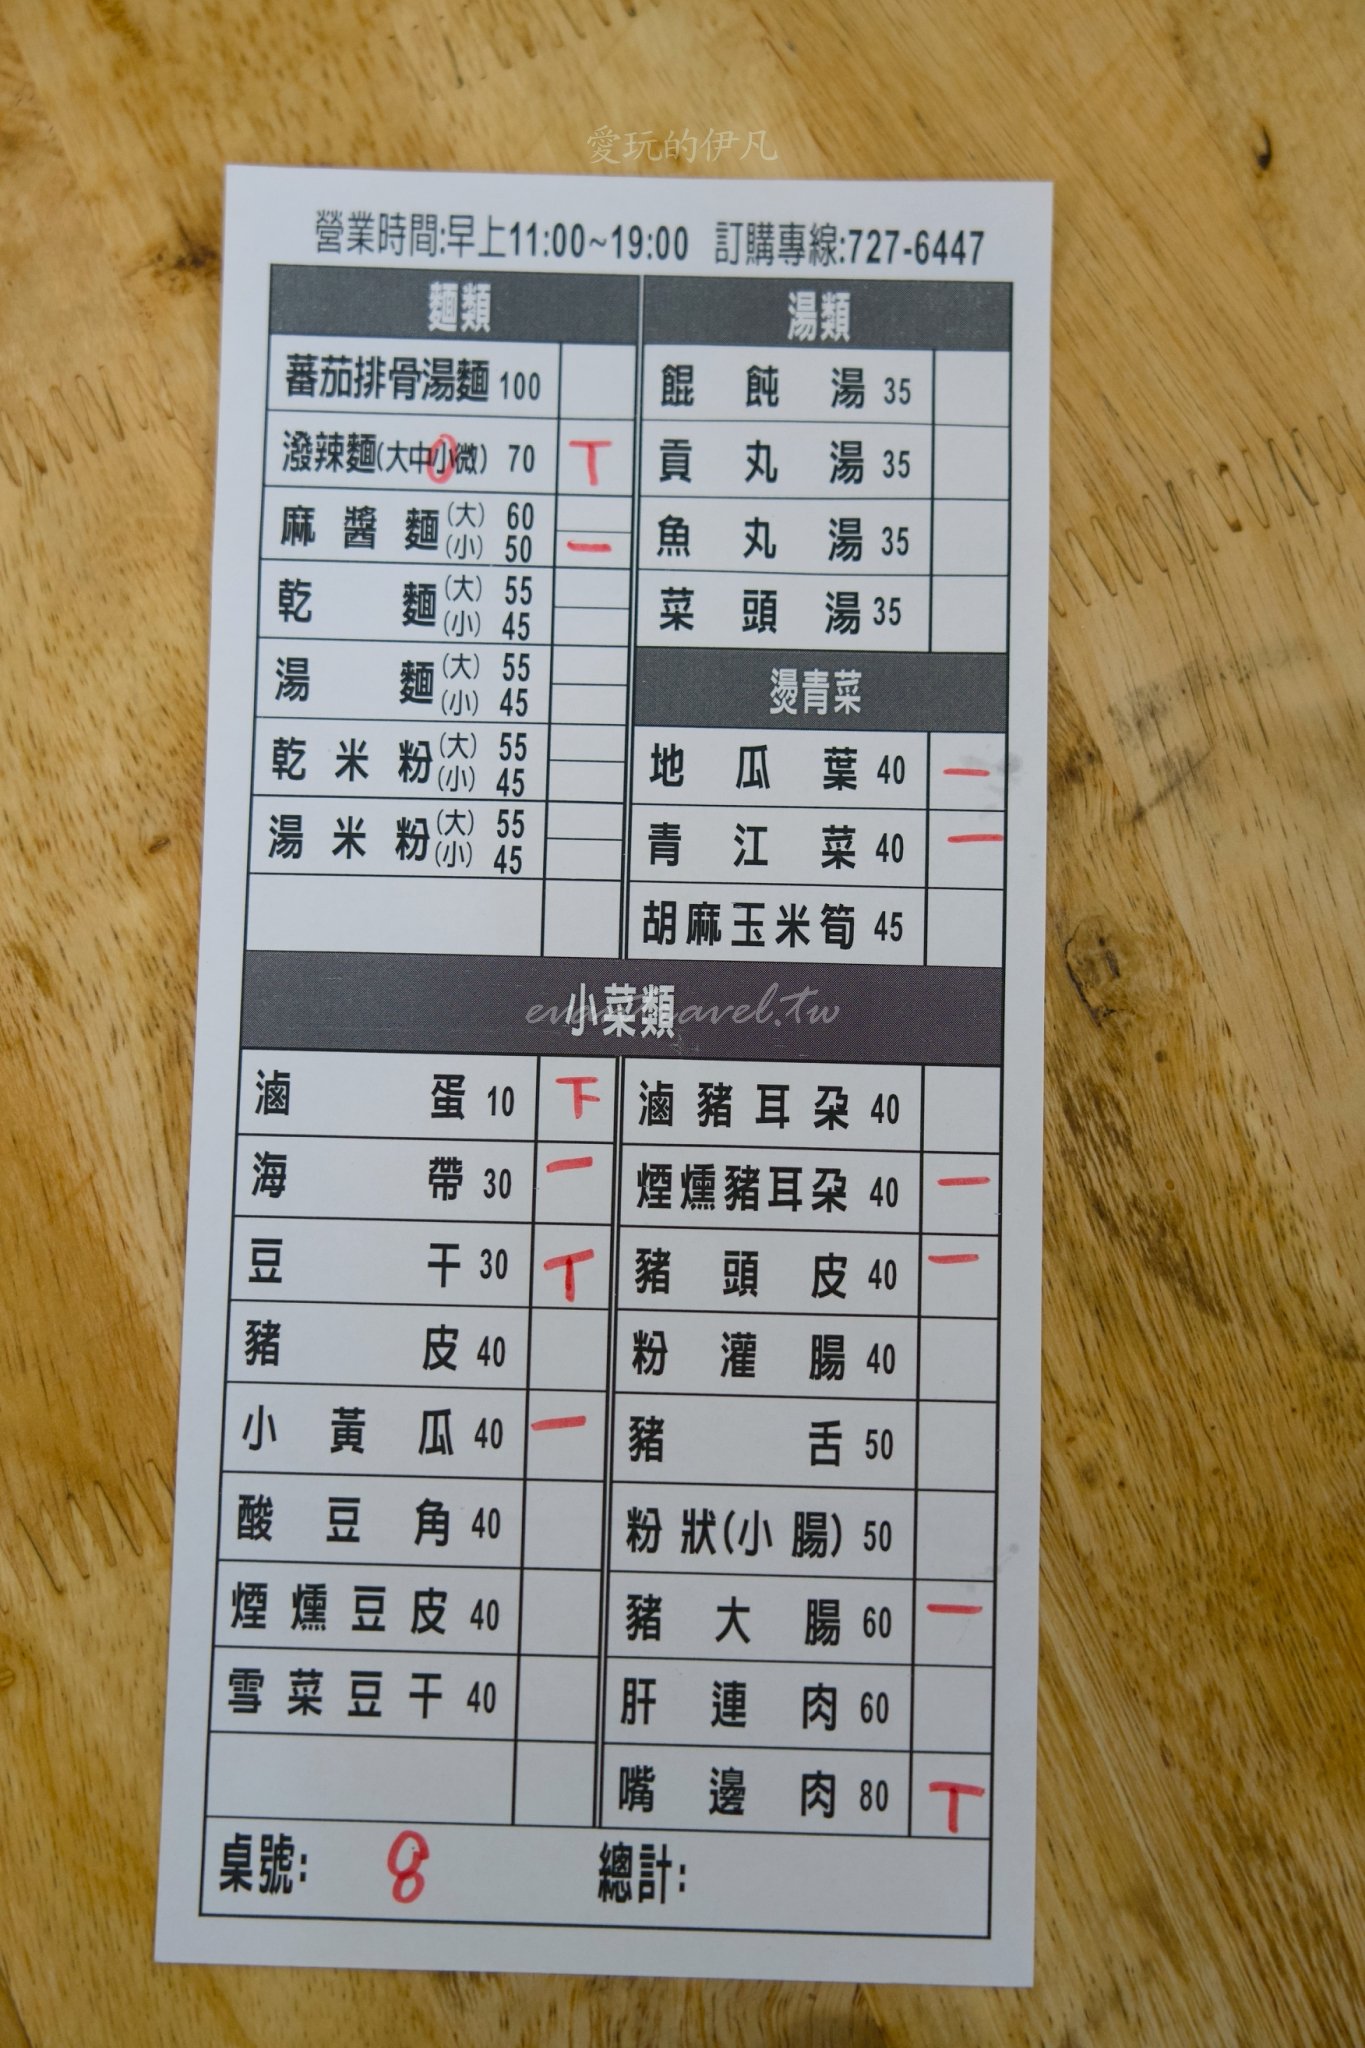 愛玩的伊凡
營業時間:早上11:00~19:00 訂購專線:727-6447
麵類
蕃茄排骨湯麵 100
潑辣麵(大中小微) 70 T
麻醬麵(大) 60
(小) 50 一
乾麵(大) 55
(小) 45
湯麵(大) 55
(小) 45
乾米粉(大) 55
(小) 45
湯米粉(大) 55
(小) 45
湯類
餛飩湯 35
貢丸湯 35
魚丸湯 35
菜頭湯 35
燙青菜
地瓜葉 40 一
青江菜 40 一
胡麻玉米筍 45
小菜類
滷蛋 10 下
海帶 30 一
豆干 30 T
豬皮 40
小黃瓜 40 一
酸豆角 40
煙燻豆皮 40
雪菜豆干 40
滷豬耳朵 40
煙燻豬耳朵 40 一
豬頭皮 40 一
粉灌腸 40
豬舌 50
粉狀(小腸) 50
豬大腸 60 一
肝連肉 60
嘴邊肉 80 T
桌號: 8 總計: